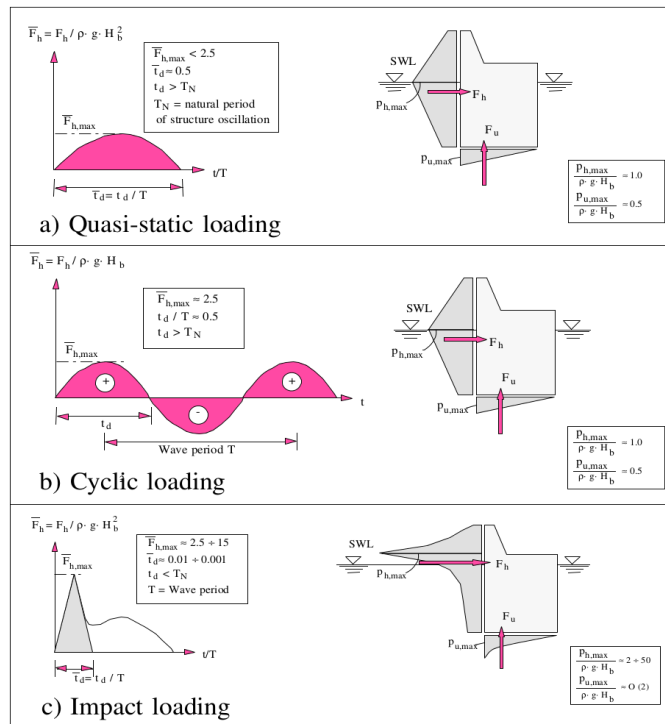 F̅h = Fh / ρ· g· Hb²
F̅h,max < 2.5
t̅d ≈ 0.5
td > TN
TN = natural period
of structure oscillation
F̅h,max
t/T
t̅d = td / T
SWL
ph,max
Fh
Fu
pu,max
ph,max / ρ· g· Hb ≈ 1.0
pu,max / ρ· g· Hb ≈ 0.5
a) Quasi-static loading
F̅h = Fh / ρ· g· Hb
F̅h,max ≈ 2.5
td / T ≈ 0.5
td > TN
F̅h,max
+
-
+
t
td
Wave period T
SWL
ph,max
Fh
Fu
pu,max
ph,max / ρ· g· Hb ≈ 1.0
pu,max / ρ· g· Hb ≈ 0.5
b) Cyclic loading
F̅h = Fh / ρ· g· Hb²
F̅h,max ≈ 2.5 ÷ 15
t̅d ≈ 0.01 ÷ 0.001
td < TN
T = Wave period
F̅h,max
t/T
t̅d = td / T
SWL
ph,max
Fh
Fu
pu,max
ph,max / ρ· g· Hb ≈ 2 ÷ 50
pu,max / ρ· g· Hb ≈ O (2)
c) Impact loading